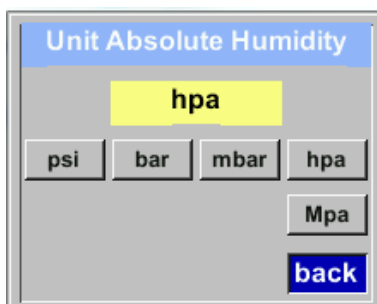 Unit Absolute Humidity
hpa
psi bar mbar hpa
Mpa
back